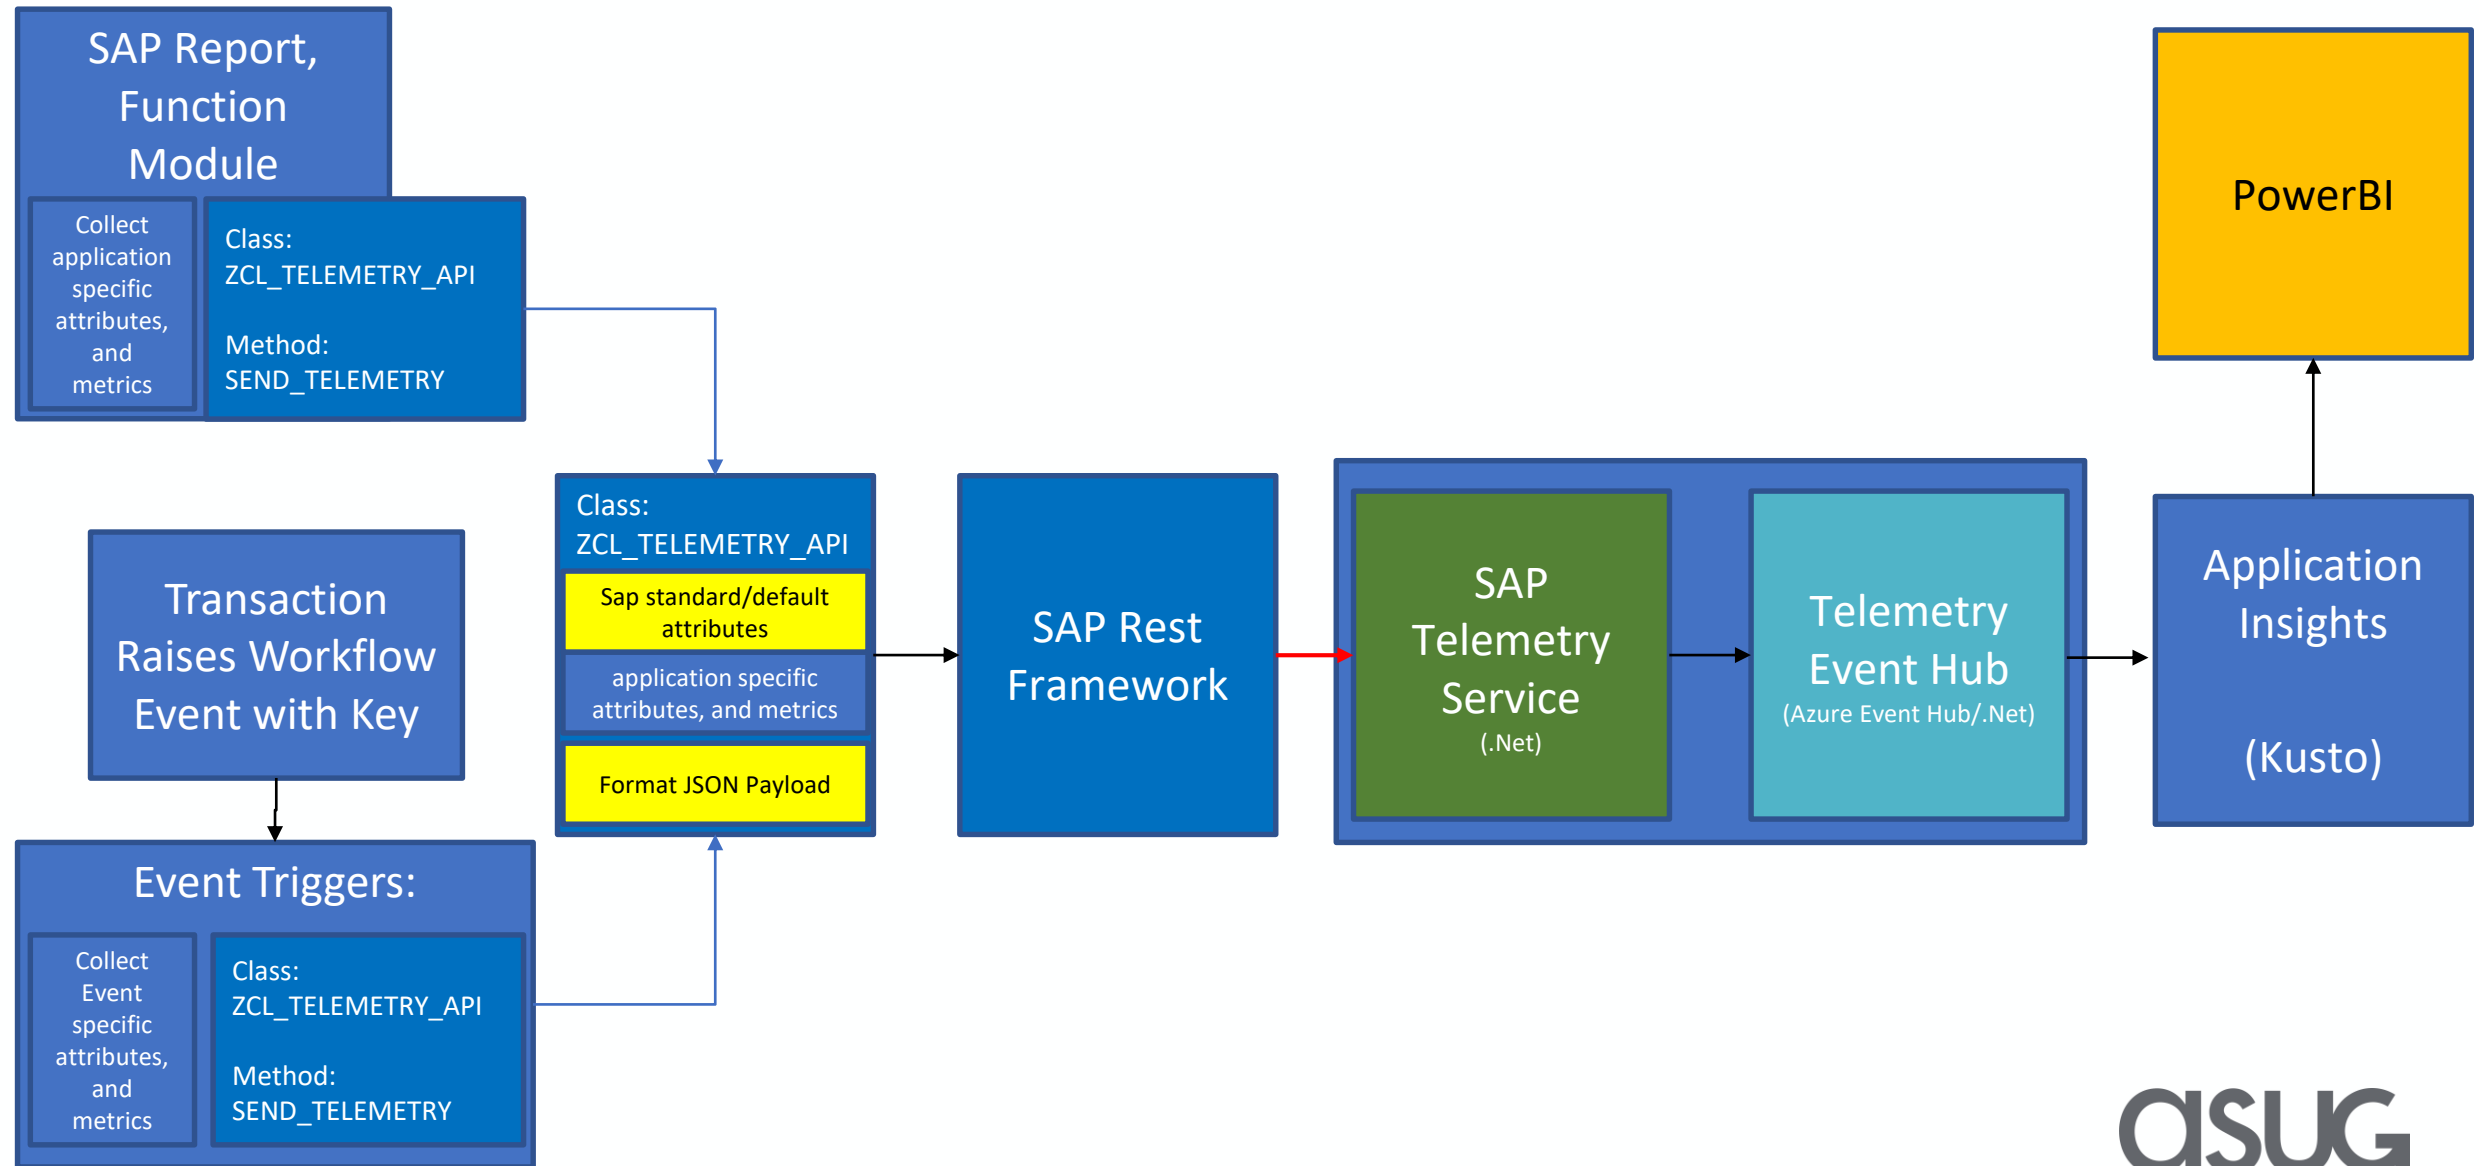 SAP Report,
Function
Module
Collect
application
specific
attributes,
and
metrics
Class:
ZCL_TELEMETRY_API
Method:
SEND_TELEMETRY
PowerBI
Transaction
Raises Workflow
Event with Key
Class:
ZCL_TELEMETRY_API
Sap standard/default
attributes
application specific
attributes, and metrics
Format JSON Payload
SAP Rest
Framework
SAP
Telemetry
Service
(.Net)
Telemetry
Event Hub
(Azure Event Hub/.Net)
Application
Insights
(Kusto)
Event Triggers:
Collect
Event
specific
attributes,
and
metrics
Class:
ZCL_TELEMETRY_API
Method:
SEND_TELEMETRY
asug